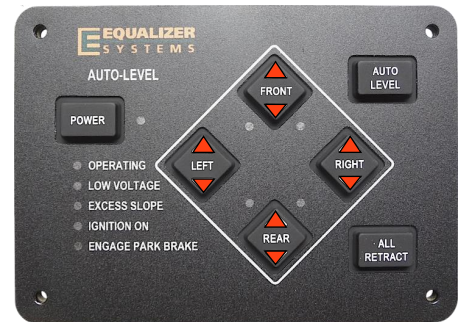 EQUALIZER
SYSTEMS
AUTO-LEVEL
POWER
OPERATING
LOW VOLTAGE
EXCESS SLOPE
IGNITION ON
ENGAGE PARK BRAKE
FRONT
LEFT
RIGHT
REAR
AUTO
LEVEL
ALL
RETRACT